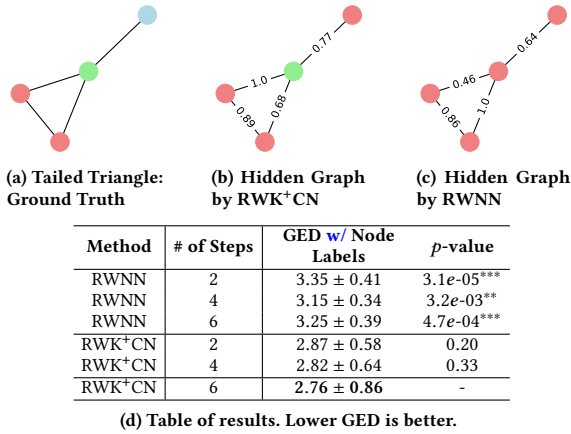 0.77
1.0
0.89
0.68
0.64
0.46
0.86
1.0
(a) Tailed Triangle:
Ground Truth
(b) Hidden Graph
by RWK⁺CN
(c) Hidden Graph
by RWNN
Method # of Steps GED w/ Node Labels p-value
RWNN 2 3.35 ± 0.41 3.1e-05***
RWNN 4 3.15 ± 0.34 3.2e-03**
RWNN 6 3.25 ± 0.39 4.7e-04***
RWK⁺CN 2 2.87 ± 0.58 0.20
RWK⁺CN 4 2.82 ± 0.64 0.33
RWK⁺CN 6 2.76 ± 0.86 -
(d) Table of results. Lower GED is better.